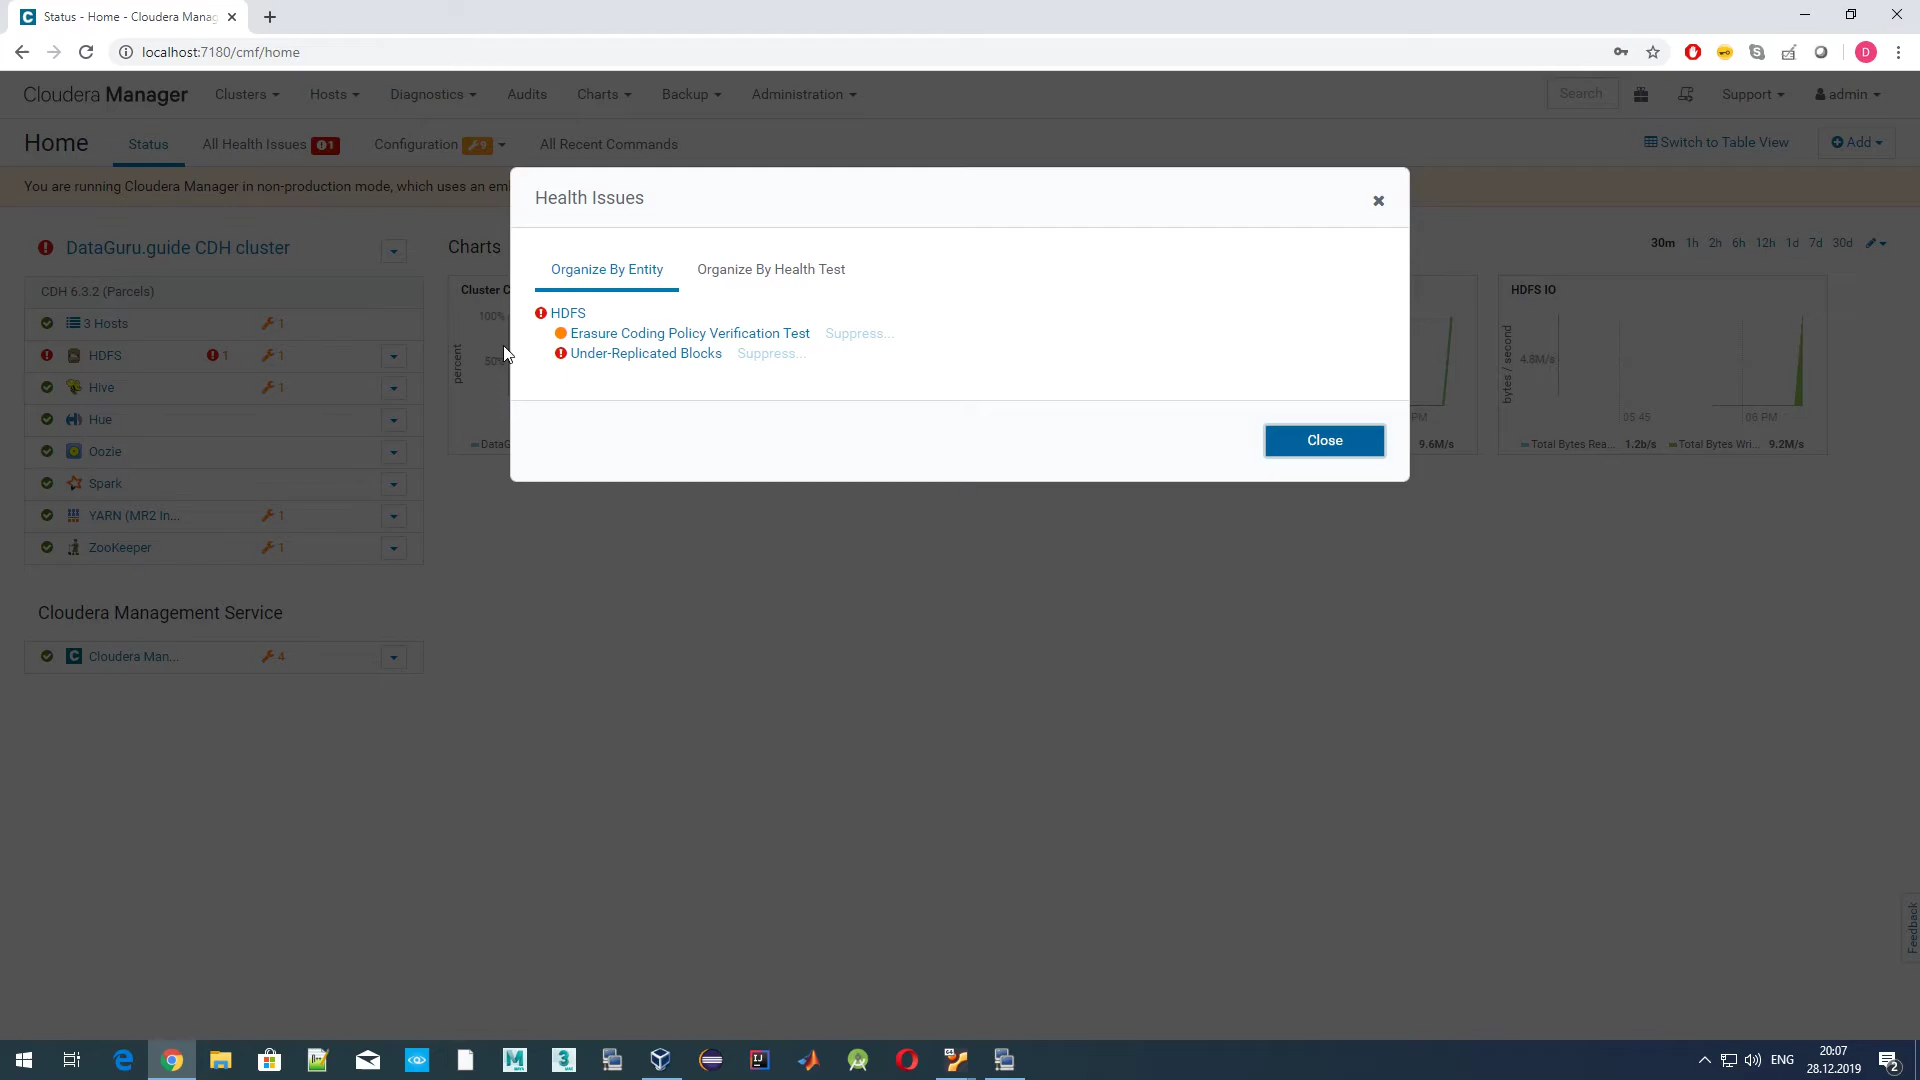 Status - Home - Cloudera Manag
localhost:7180/cmf/home
D
Cloudera Manager
Clusters
Hosts
Diagnostics
Audits
Charts
Backup
Administration
Search
Support
admin
Home
Status
All Health Issues 1
Configuration 9
All Recent Commands
Switch to Table View
Add
You are running Cloudera Manager in non-production mode, which uses an em
DataGuru.guide CDH cluster
CDH 6.3.2 (Parcels)
3 Hosts 1
HDFS 1 1
Hive 1
Hue
Oozie
Spark
YARN (MR2 In... 1
ZooKeeper 1
Cloudera Management Service
Cloudera Man... 4
Charts
30m 1h 2h 6h 12h 1d 7d 30d
Cluster C
percent
100%
50%
DataG
PM
9.6M/s
HDFS IO
bytes / second
4.8M/s
05:45
06 PM
Total Bytes Rea... 1.2b/s Total Bytes Wri... 9.2M/s
Health Issues
Organize By Entity
Organize By Health Test
HDFS
Erasure Coding Policy Verification Test Suppress...
Under-Replicated Blocks Suppress...
Close
Feedback
ENG
20:07
28.12.2019
2